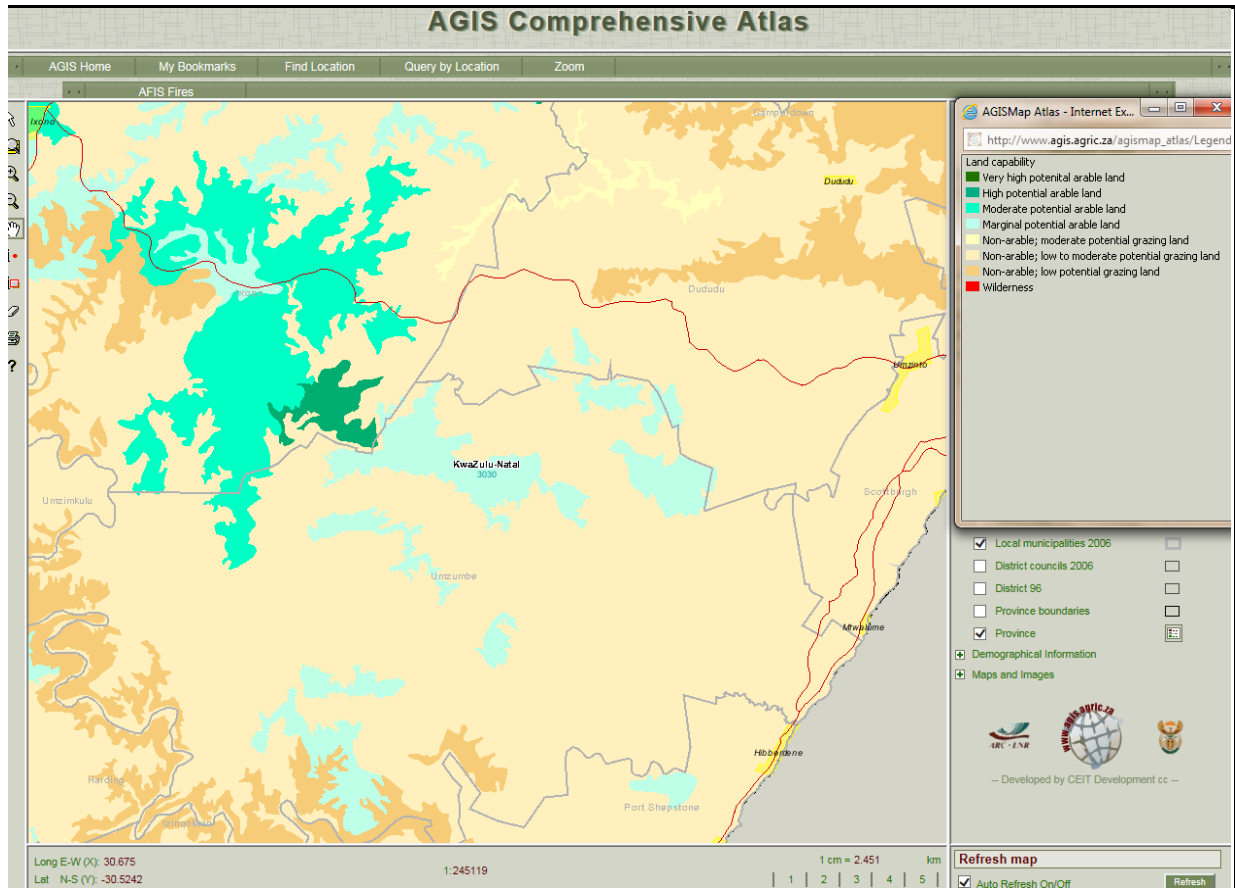 AGIS Comprehensive Atlas
AGIS Home
My Bookmarks
Find Location
Query by Location
Zoom
AFIS Fires
AGISMap Atlas - Internet Ex...
http://www.agis.agric.za/agismap_atlas/Legend
Land capability
Very high potenital arable land
High potential arable land
Moderate potential arable land
Marginal potential arable land
Non-arable; moderate potential grazing land
Non-arable; low to moderate potential grazing land
Non-arable; low potential grazing land
Wilderness
Ixopo
Camperdown
Dududu
Ixopo
Dududu
Umzinto
KwaZulu-Natal
3030
Umzimkulu
Scottburgh
Umzumbe
Mtwalume
Hibberdene
Harding
Port Shepstone
Izingolweni
Local municipalities 2006
District councils 2006
District 96
Province boundaries
Province
Demographical Information
Maps and Images
ARC • LNR
www.agis.agric.za
-- Developed by CEIT Development cc --
Long E-W (X): 30.675
Lat N-S (Y): -30.5242
1:245119
1 cm = 2.451 km
| 1 | 2 | 3 | 4 | 5 |
Refresh map
Auto Refresh On/Off
Refresh